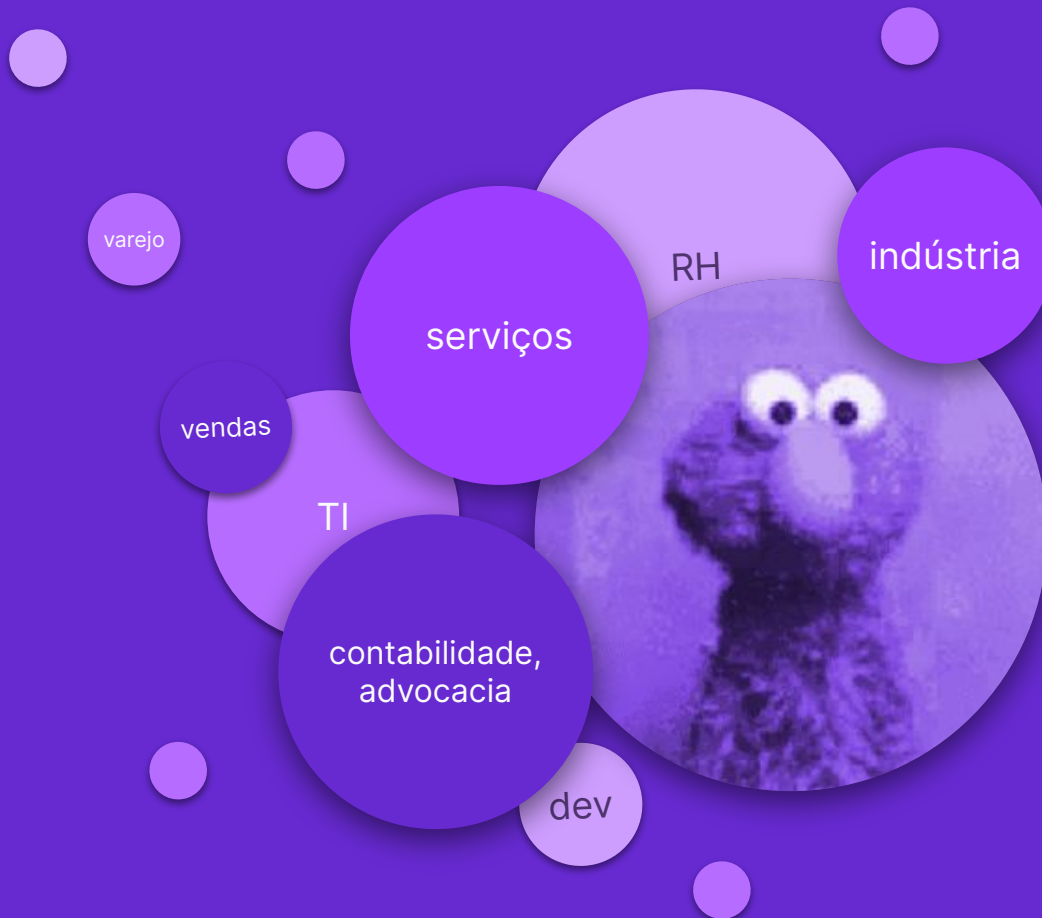 varejo
RH
indústria
serviços
vendas
TI
contabilidade,
advocacia
dev